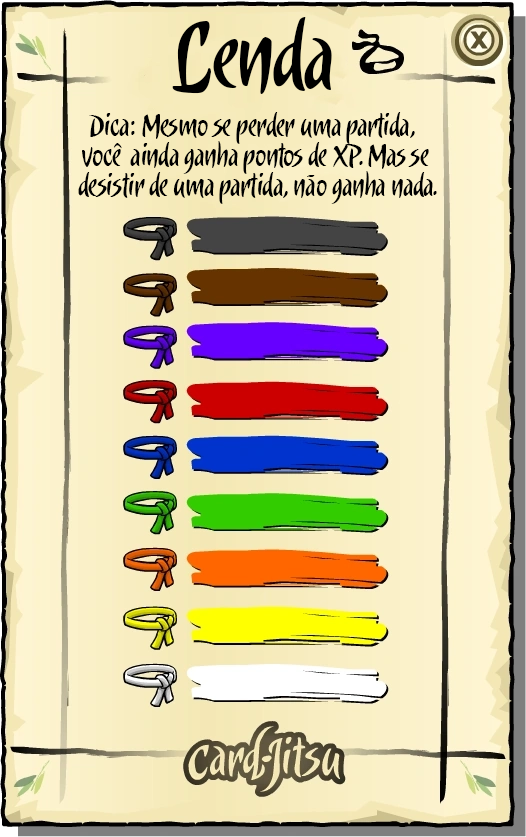 Lenda
Dica: Mesmo se perder uma partida,
você ainda ganha pontos de XP. Mas se
desistir de uma partida, não ganha nada.
Card-Jitsu